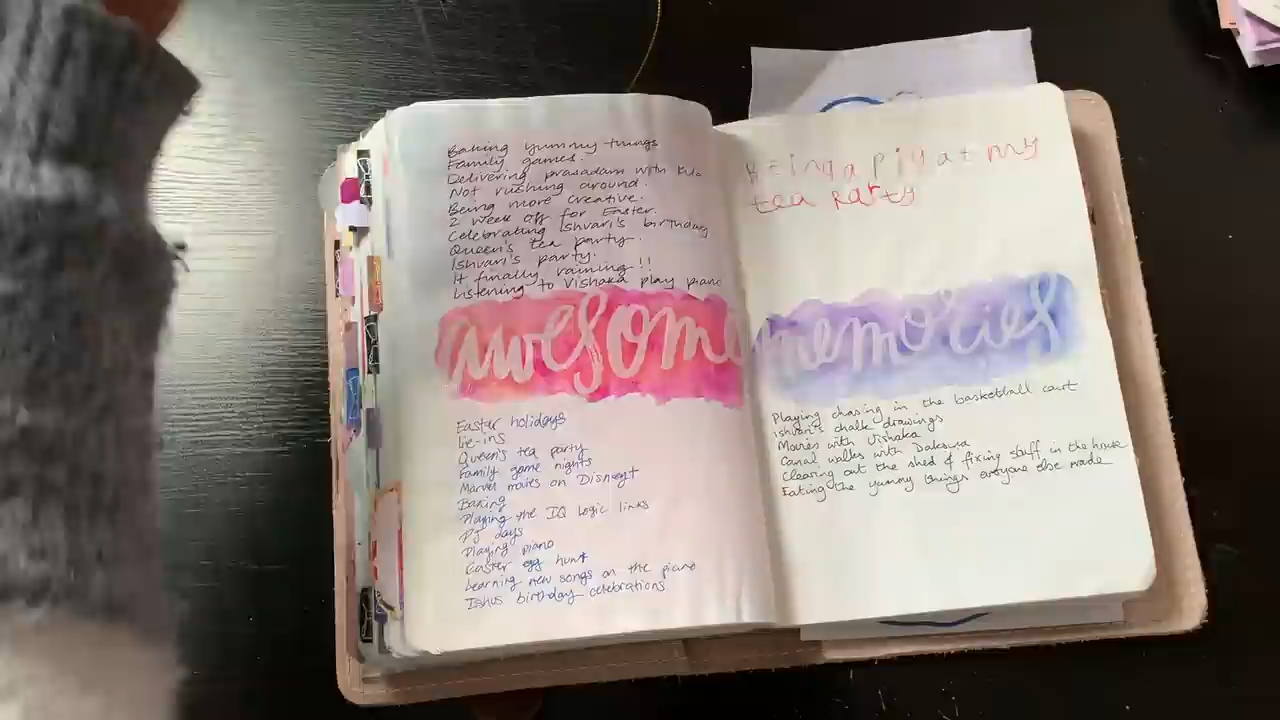 Baking yummy things
Family games.
Delivering prasadam with
Not rushing around.
Being more creative.
2 week off for Easter.
Celebrating Ishvari's birthday
Queen's tea party.
Ishvari's party.
It finally raining!!
Listening to Vishaka play piano
awesome
Easter holidays
Lie-ins
Queen's tea party
Family game nights
Marvel movies on Disney+
Baking
Playing the IQ Logic links
PJ days
Playing piano
Easter egg hunt
Learning new songs on the piano
Ishus birthday celebrations.
a pig at my
tea party
memories
Playing chasing in the basketball court
Ishvari's chalk drawings
Movies with Vishaka
Canal walks with Daksina
Clearing out the shed & fixing stuff in the house
Eating the yummy things everyone else made